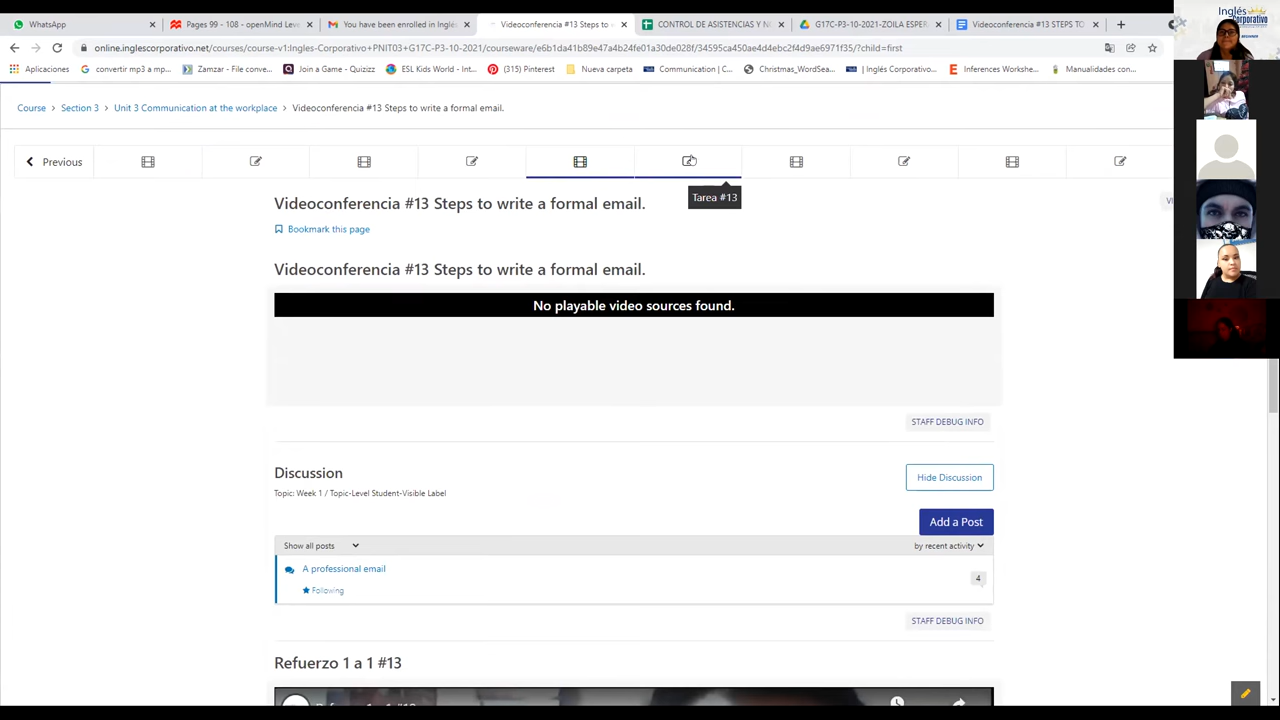 WhatsApp
Pages 99 - 108 - openMind Leve
You have been enrolled in Inglés
Videoconferencia #13 Steps to
CONTROL DE ASISTENCIAS Y N
G17C-P3-10-2021-ZOILA ESPER
Videoconferencia #13 STEPS TO
online.inglescorporativo.net/courses/course-v1:Ingles-Corporativo+PNIT03+G17C-P3-10-2021/courseware/e6b1da41b89e47a4b24fe01a30de028f/34595ca450ae4d4ebc2f4d9ae6971f35/?child=first
Aplicaciones
convertir mp3 a mp...
Zamzar - File conve...
Join a Game - Quizizz
ESL Kids World - Int...
(315) Pinterest
Nueva carpeta
Communication | C...
Christmas_WordSea...
| Inglés Corporativo...
Inferences Workshe...
Manualidades con...
Inglés
Corporativo
BEGINNER
Course
Section 3
Unit 3 Communication at the workplace
Videoconferencia #13 Steps to write a formal email.
Previous
Tarea #13
Videoconferencia #13 Steps to write a formal email.
VI
Bookmark this page
Videoconferencia #13 Steps to write a formal email.
No playable video sources found.
STAFF DEBUG INFO
Discussion
Hide Discussion
Topic: Week 1 / Topic-Level Student-Visible Label
Add a Post
Show all posts
by recent activity
A professional email
4
Following
STAFF DEBUG INFO
Refuerzo 1 a 1 #13